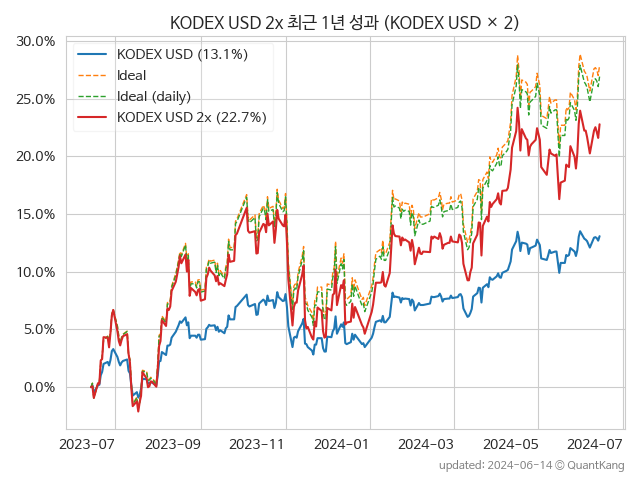 KODEX USD 2x 최근 1년 성과 (KODEX USD × 2)
30.0%
25.0%
20.0%
15.0%
10.0%
5.0%
0.0%
KODEX USD (13.1%)
Ideal
Ideal (daily)
KODEX USD 2x (22.7%)
2023-07
2023-09
2023-11
2024-01
2024-03
2024-05
2024-07
updated: 2024-06-14 © QuantKang